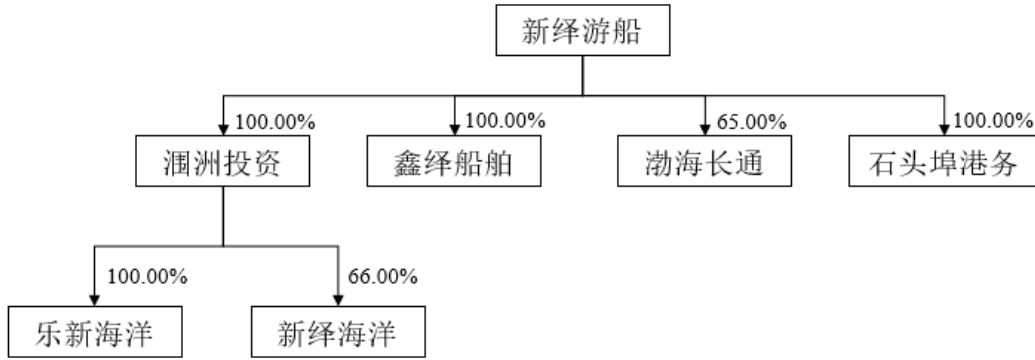 新绎游船
100.00%
100.00%
65.00%
100.00%
涠洲投资
鑫绎船舶
渤海长通
石头埠港务
100.00%
66.00%
乐新海洋
新绎海洋